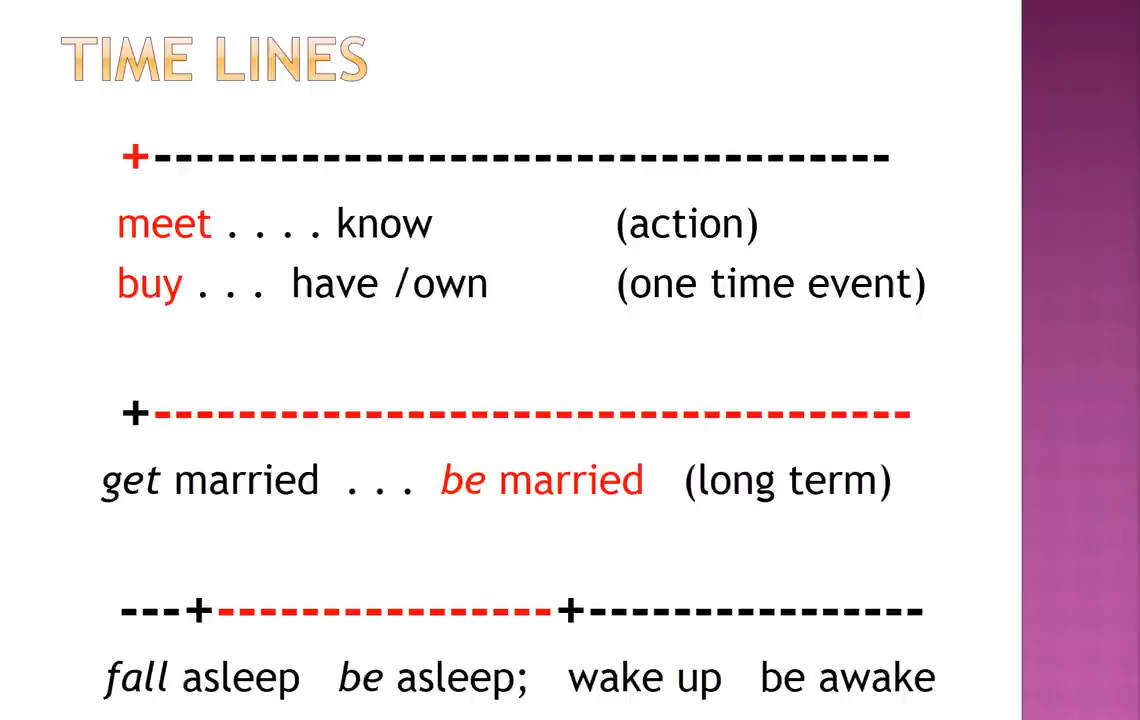 TIME LINES
+-----------------------------------
meet . . . . know (action)
buy . . . have /own (one time event)
+------------------------------------
get married . . . be married (long term)
---+----------------+----------------
fall asleep be asleep; wake up be awake